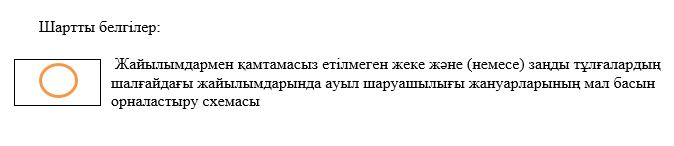 Шартты белгілер:
Жайылымдармен қамтамасыз етілмеген жеке және (немесе) заңды тұлғалардың
шалғайдағы жайылымдарында ауыл шаруашылығы жануарларының мал басын
орналастыру схемасы